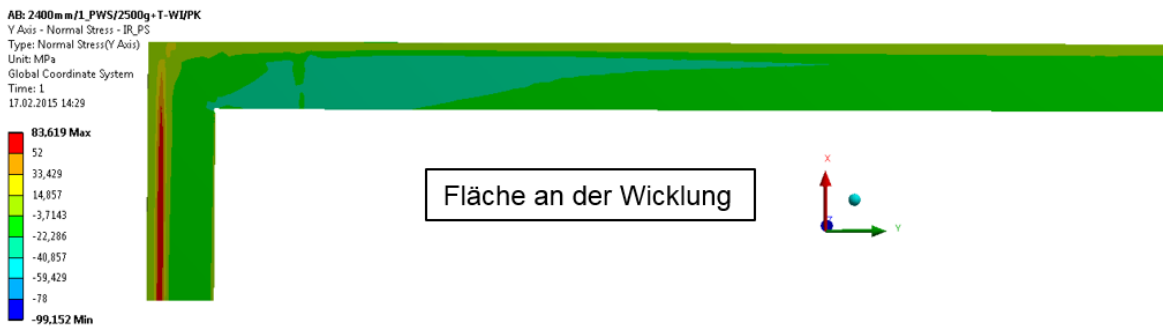 AB: 2400mm/1_PWS/2500g+T-WI/PK
Y Axis - Normal Stress - IR_PS
Type: Normal Stress(Y Axis)
Unit: MPa
Global Coordinate System
Time: 1
17.02.2015 14:29
83,619 Max
52
33,429
14,857
-3,7143
-22,286
-40,857
-59,429
-78
-99,152 Min
Fläche an der Wicklung
X
Z
Y